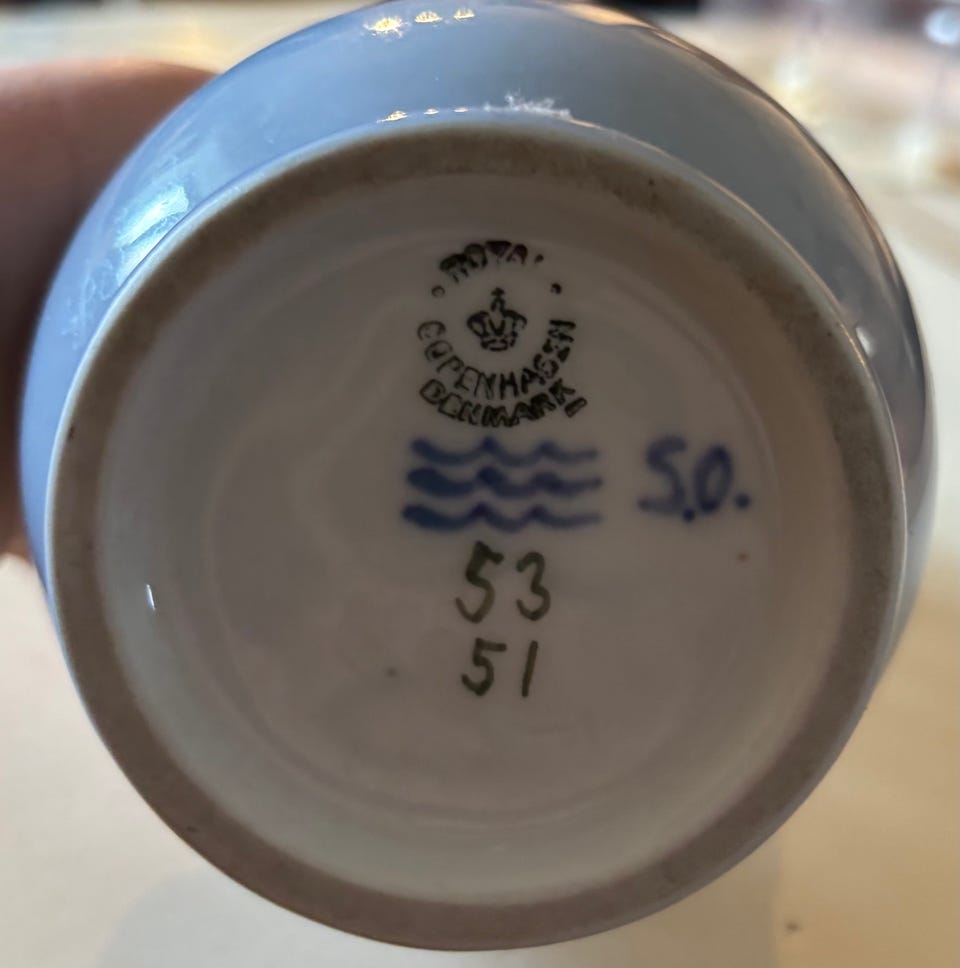 ROYAL
COPENHAGEN
DENMARK
S.O.
53
51